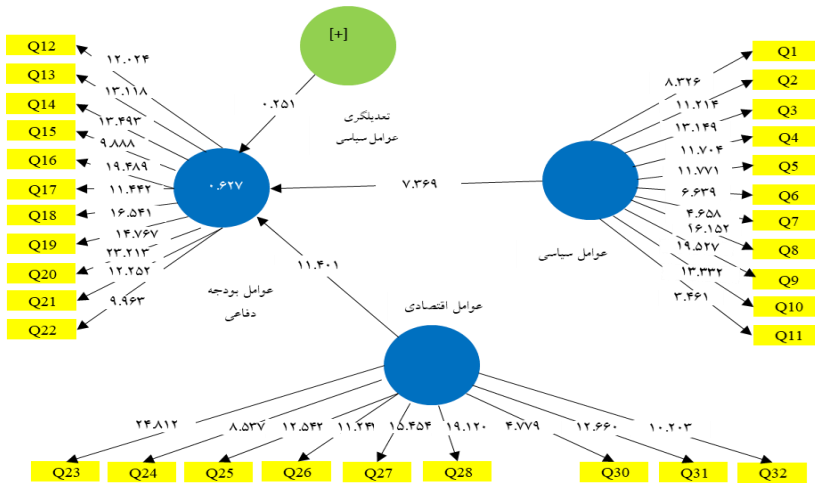 [+]
تعدیلگری
عوامل سیاسی
۰.۲۵۱
Q12
Q13
Q14
Q15
Q16
Q17
Q18
Q19
Q20
Q21
Q22
۱۲.۰۲۴
۱۳.۱۱۸
۱۳.۴۹۳
۹.۸۸۸
۱۹.۴۸۹
۱۱.۴۴۲
۱۶.۵۴۱
۱۴.۷۶۷
۲۳.۲۱۳
۱۲.۲۵۲
۹.۹۶۳
۰.۶۲۷
عوامل بودجه
دفاعی
۷.۳۶۹
۱۱.۴۰۱
عوامل سیاسی
Q1
Q2
Q3
Q4
Q5
Q6
Q7
Q8
Q9
Q10
Q11
۸.۳۲۶
۱۱.۲۱۴
۱۳.۱۴۹
۱۱.۷۰۴
۱۱.۷۷۱
۶.۶۳۹
۴.۶۵۸
۱۶.۱۵۲
۱۹.۵۲۷
۱۳.۳۳۲
۳.۴۶۱
عوامل اقتصادی
۲۴.۸۱۲
۸.۵۳۷
۱۲.۵۴۲
۱۱.۲۴۹
۱۵.۴۵۴
۱۹.۱۲۰
۴.۷۷۹
۱۲.۶۶۰
۱۰.۲۰۳
Q23
Q24
Q25
Q26
Q27
Q28
Q30
Q31
Q32